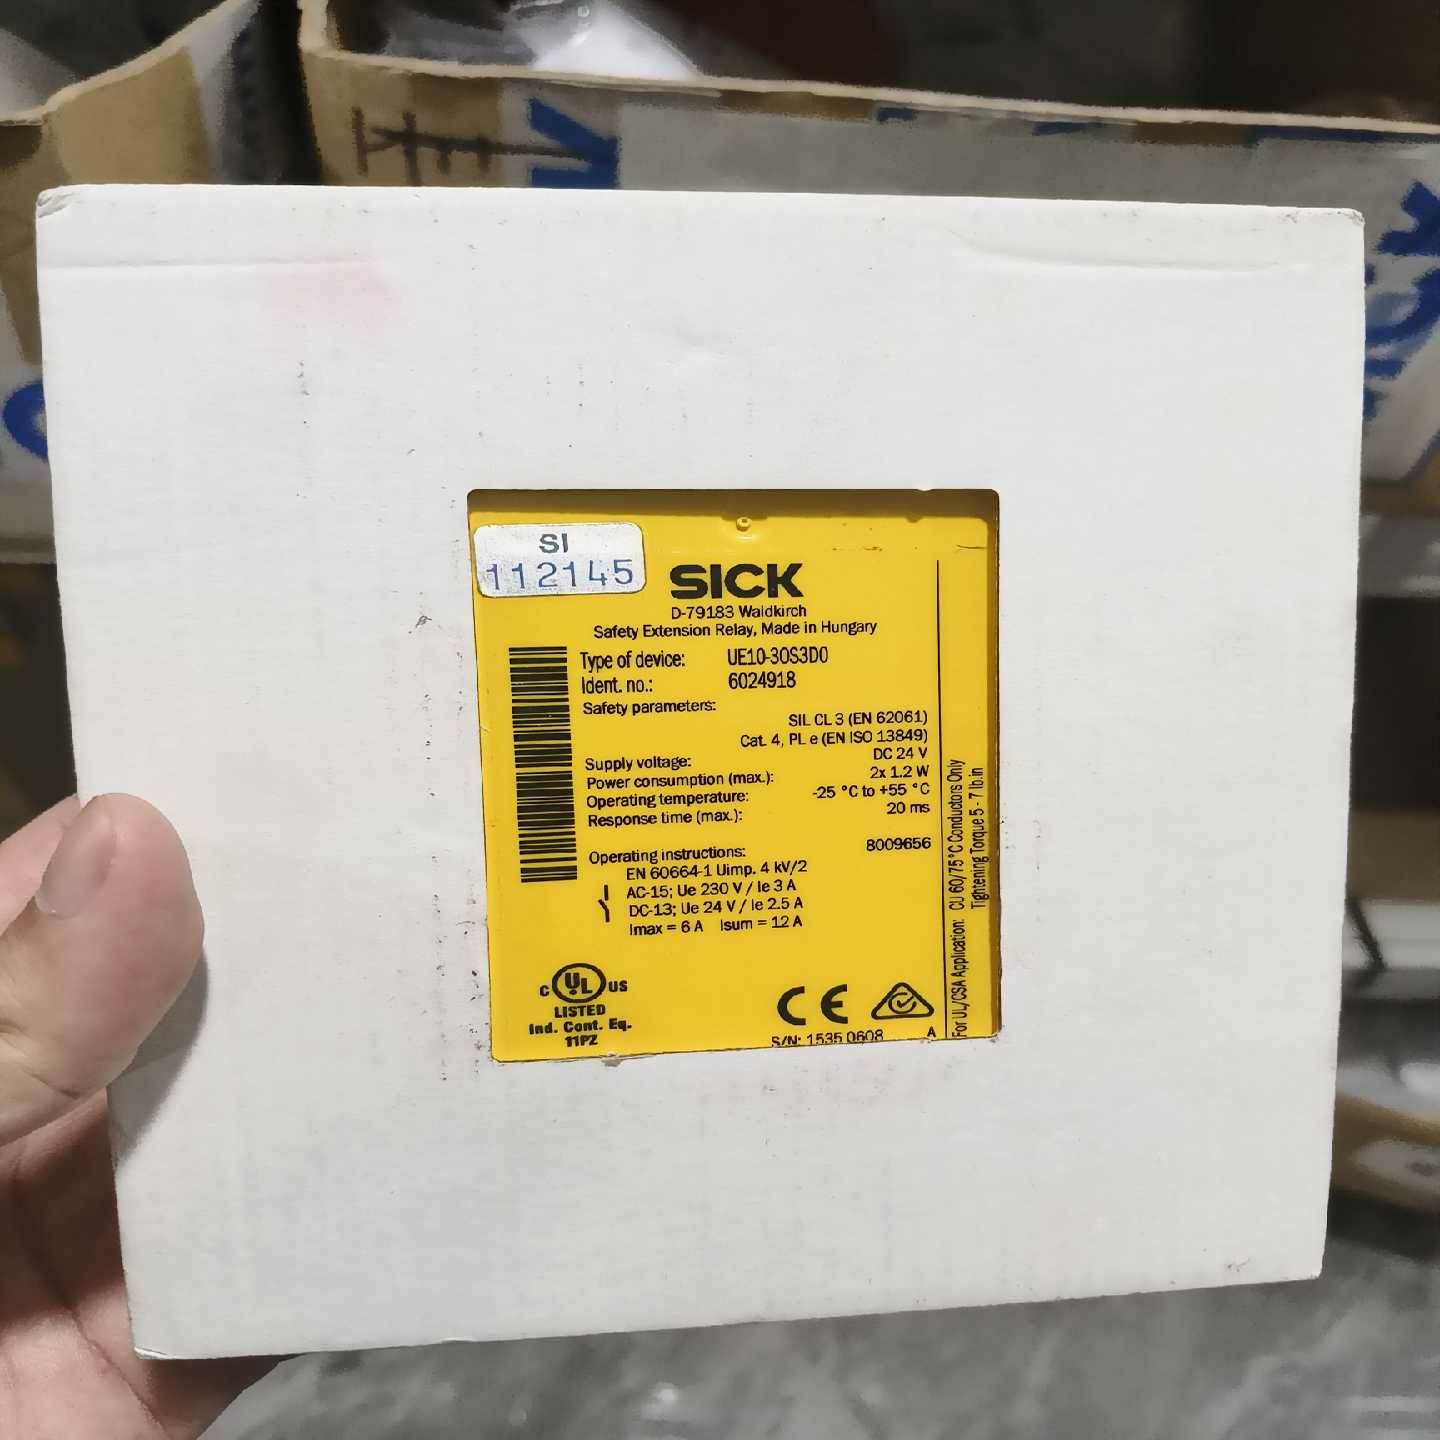 SI
112145
SICK
D-79183 Waldkirch
Safety Extension Relay, Made in Hungary
Type of device: UE10-3OS3D0
Ident. no.: 6024918
Safety parameters:
SIL CL 3 (EN 62061)
Cat. 4, PL e (EN ISO 13849)
Supply voltage: DC 24 V
Power consumption (max.): 2x 1.2 W
Operating temperature: -25 °C to +55 °C
Response time (max.): 20 ms
Operating instructions: 8009656
EN 60664-1 Uimp. 4 kV/2
AC-15; Ue 230 V / Ie 3 A
DC-13; Ue 24 V / Ie 2.5 A
Imax = 6 A Isum = 12 A
C UL US
LISTED
Ind. Cont. Eq.
11PZ
CE
S/N: 1535 0608 A
For UL/CSA Application: CU 60/75°C Conductors Only
Tightening Torque 5 - 7 lb.in